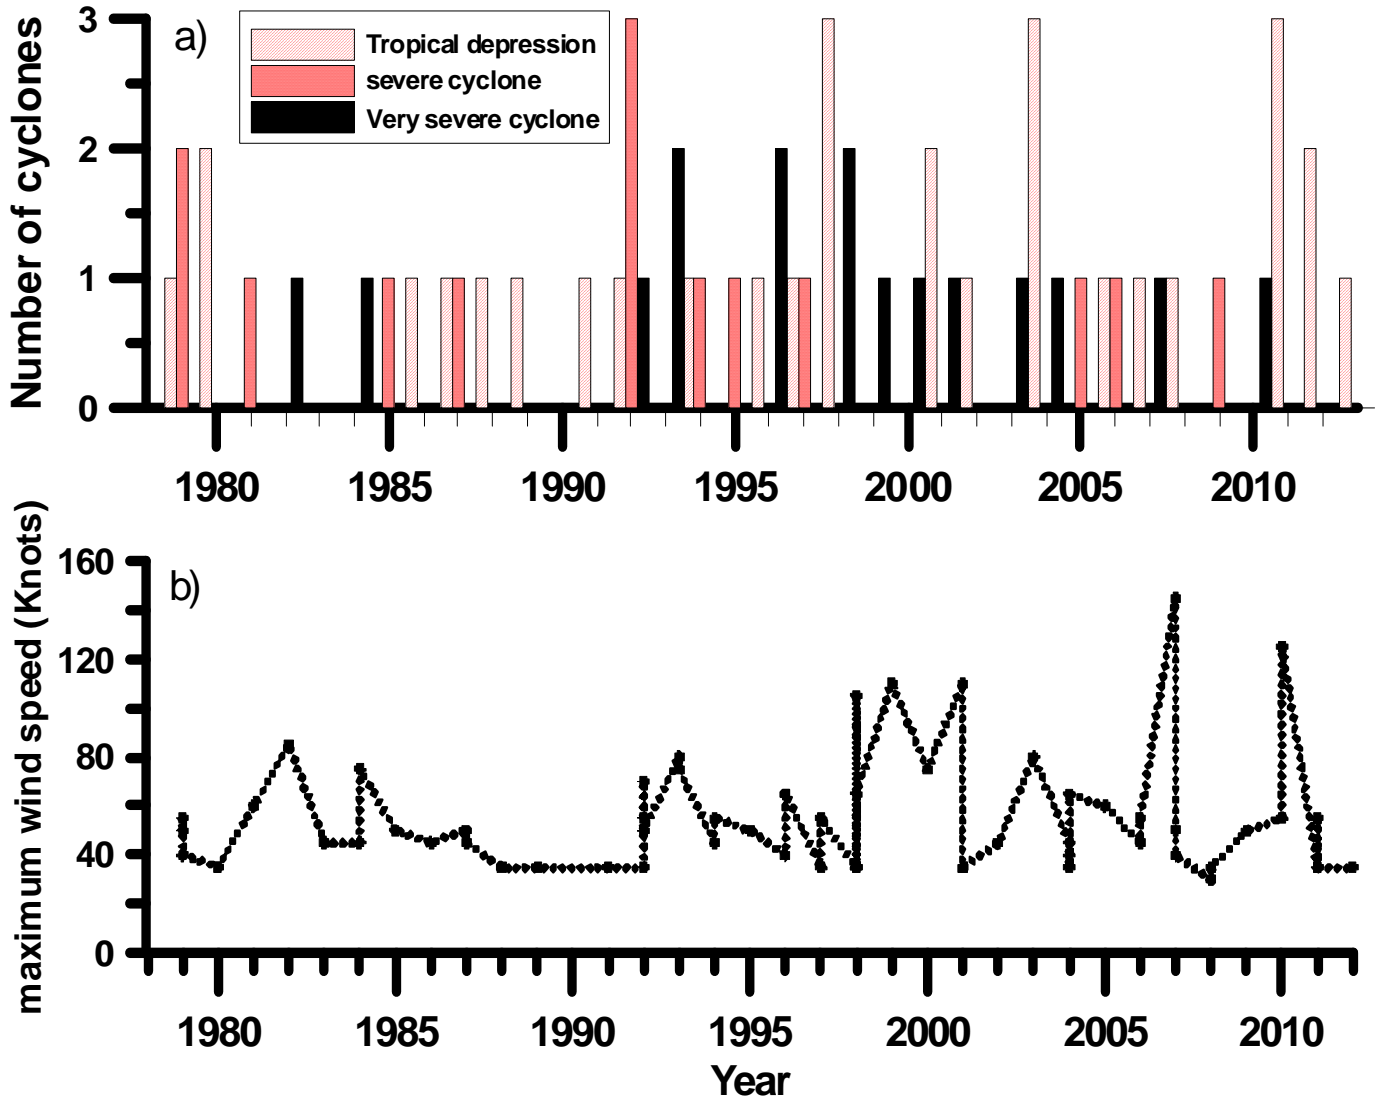 Number of cyclones
3
2
1
0
a)
Tropical depression
severe cyclone
Very severe cyclone
1980
1985
1990
1995
2000
2005
2010
maximum wind speed (Knots)
160
120
80
40
0
b)
1980
1985
1990
1995
2000
2005
2010
Year